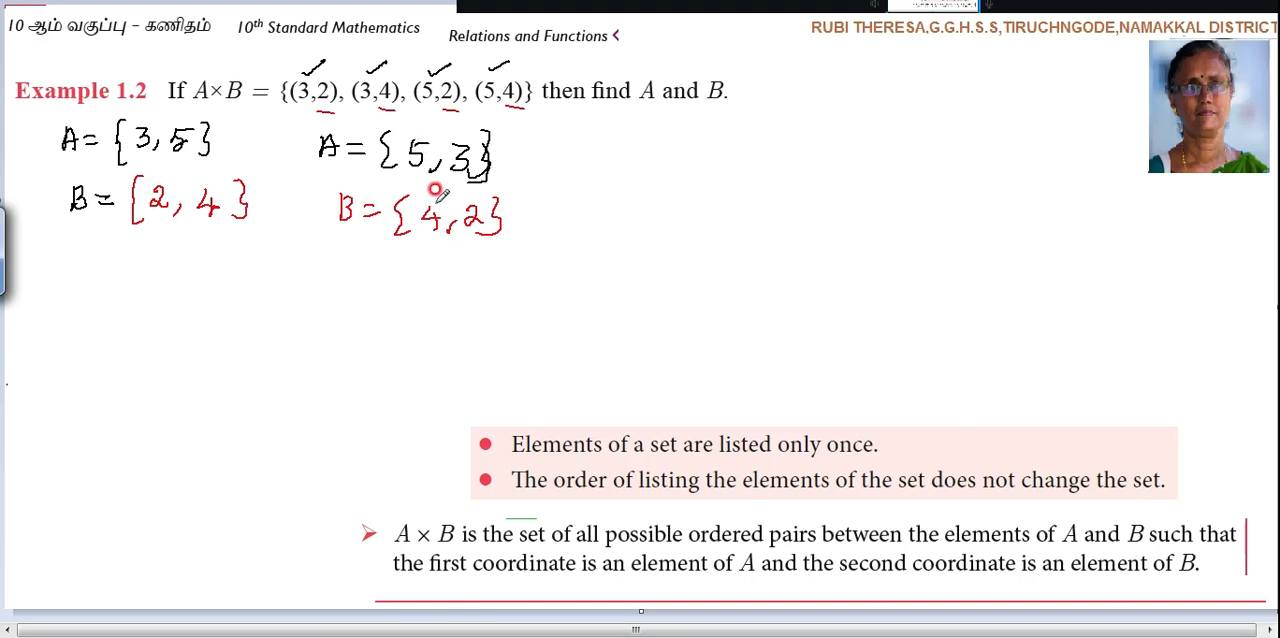 10 ஆம் வகுப்பு – கணிதம் 10th Standard Mathematics Relations and Functions RUBI THERESA,G.G.H.S.S,TIRUCHNGODE,NAMAKKAL DISTRICT
Example 1.2 If A×B = {(3,2), (3,4), (5,2), (5,4)} then find A and B.
A = {3, 5} A = {5, 3}
B = {2, 4} B = {4, 2}
● Elements of a set are listed only once.
● The order of listing the elements of the set does not change the set.
➢ A × B is the set of all possible ordered pairs between the elements of A and B such that
the first coordinate is an element of A and the second coordinate is an element of B.